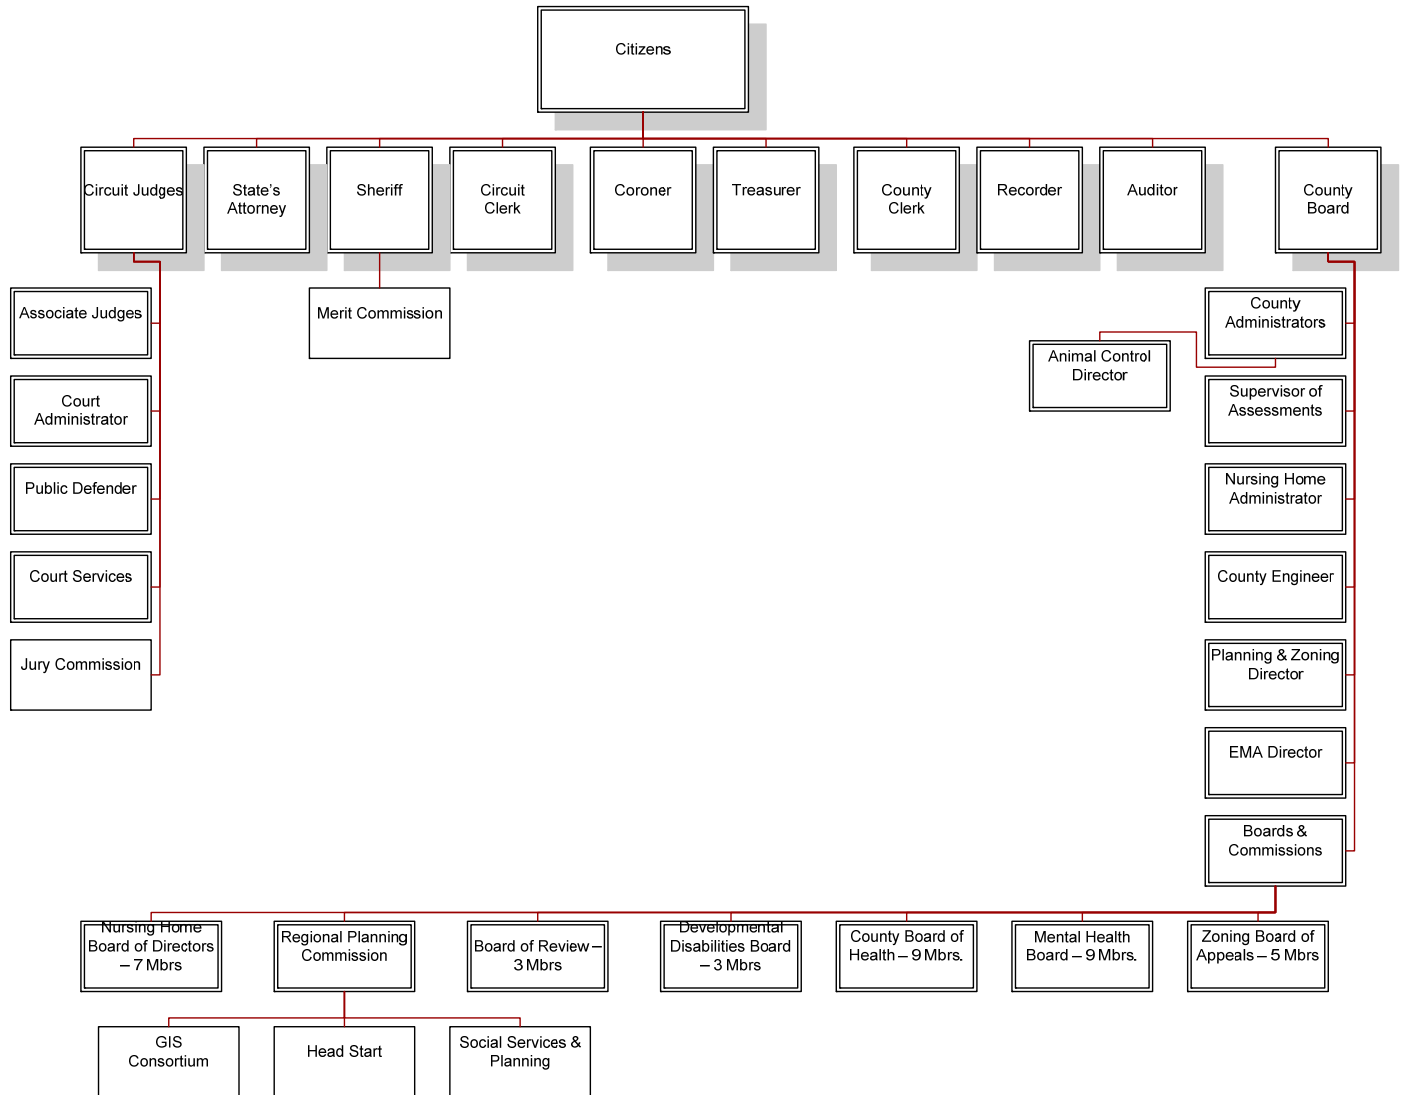 Citizens
Circuit Judges
State's
Attorney
Sheriff
Circuit
Clerk
Coroner
Treasurer
County
Clerk
Recorder
Auditor
County
Board
Associate Judges
Court
Administrator
Public Defender
Court Services
Jury Commission
Merit Commission
County
Administrators
Animal Control
Director
Supervisor of
Assessments
Nursing Home
Administrator
County Engineer
Planning & Zoning
Director
EMA Director
Boards &
Commissions
Nursing Home
Board of Directors
– 7 Mbrs
Regional Planning
Commission
Board of Review –
3 Mbrs
Developmental
Disabilities Board
– 3 Mbrs
County Board of
Health – 9 Mbrs.
Mental Health
Board – 9 Mbrs.
Zoning Board of
Appeals – 5 Mbrs
GIS
Consortium
Head Start
Social Services &
Planning